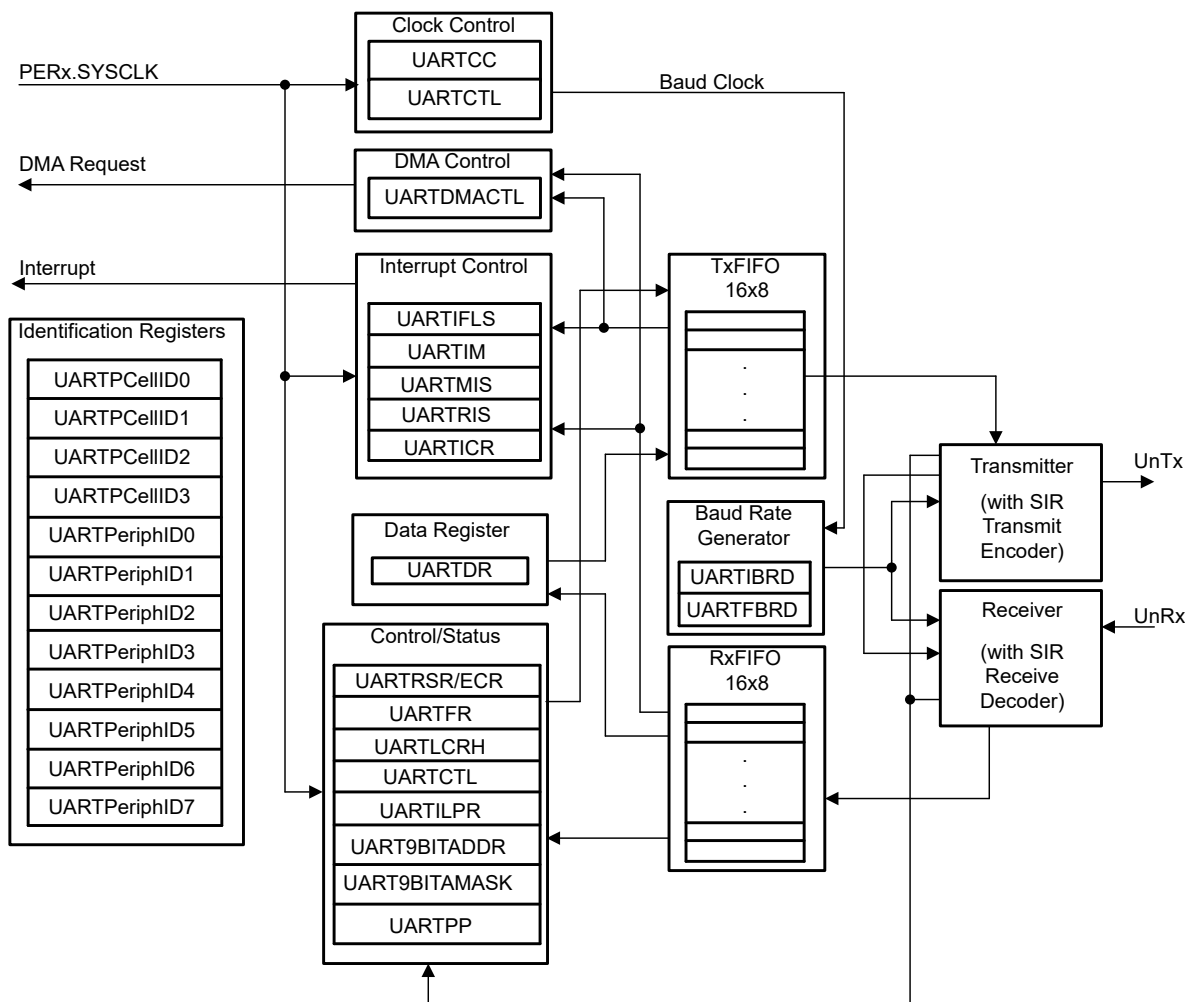 Clock Control
UARTCC
UARTCTL
PERx.SYSCLK
Baud Clock
DMA Control
UARTDMACTL
DMA Request
Interrupt Control
UARTIFLS
UARTIM
UARTMIS
UARTRIS
UARTICR
Interrupt
Identification Registers
UARTPCellID0
UARTPCellID1
UARTPCellID2
UARTPCellID3
UARTPeriphID0
UARTPeriphID1
UARTPeriphID2
UARTPeriphID3
UARTPeriphID4
UARTPeriphID5
UARTPeriphID6
UARTPeriphID7
TxFIFO
16x8
.
.
.
Data Register
UARTDR
Baud Rate
Generator
UARTIBRD
UARTFBRD
Transmitter
(with SIR
Transmit
Encoder)
UnTx
Receiver
(with SIR
Receive
Decoder)
UnRx
Control/Status
UARTRSR/ECR
UARTFR
UARTLCRH
UARTCTL
UARTILPR
UART9BITADDR
UART9BITAMASK
UARTPP
RxFIFO
16x8
.
.
.